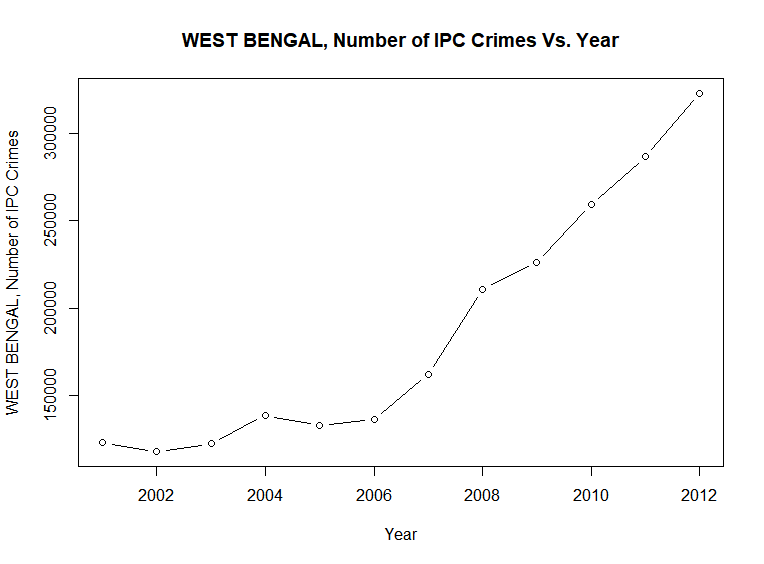 WEST BENGAL, Number of IPC Crimes Vs. Year
WEST BENGAL, Number of IPC Crimes
300000
250000
200000
150000
2002 2004 2006 2008 2010 2012
Year